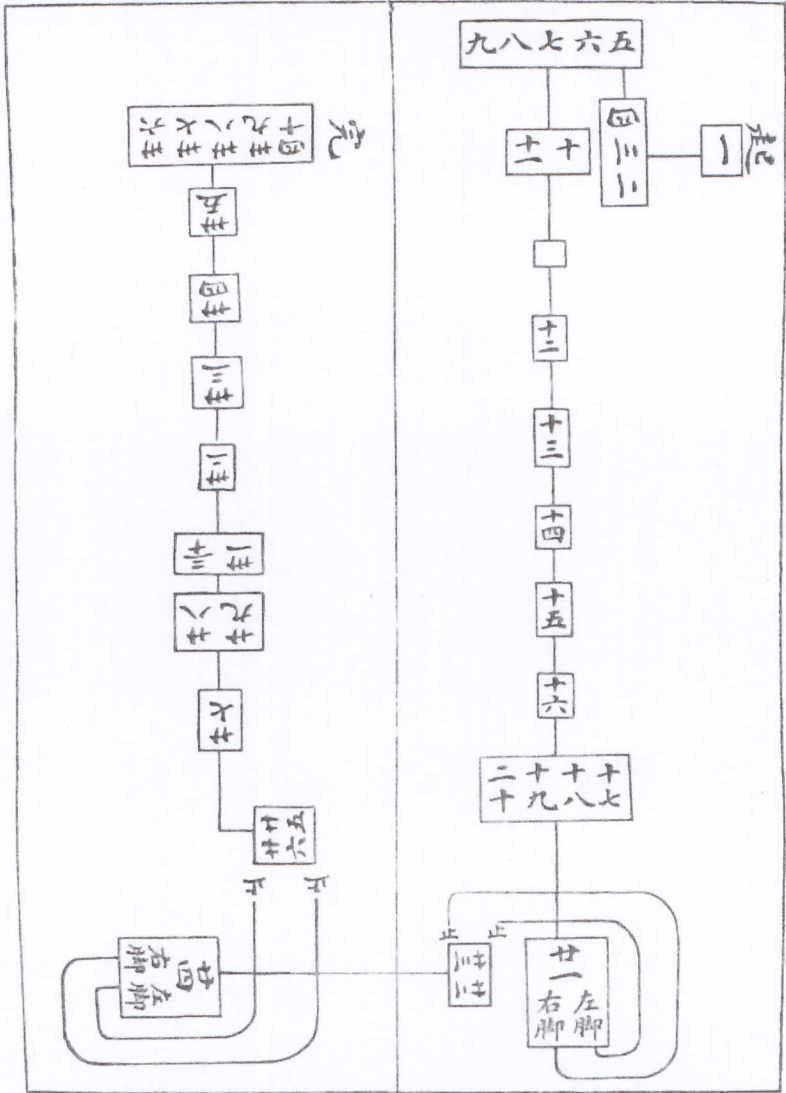 起
一
二三四
五六七八九
十
十一
十二
十三
十四
十五
十六
十七
十八
十九
二十
廿一
左脚
右脚
廿二
廿三
廿四
左脚
右脚
廿五
廿六
廿七
廿八
廿九
三十
卅一
卅二
卅三
卅四
卅五
卅六
卅七
卅八
卅九
四十
完